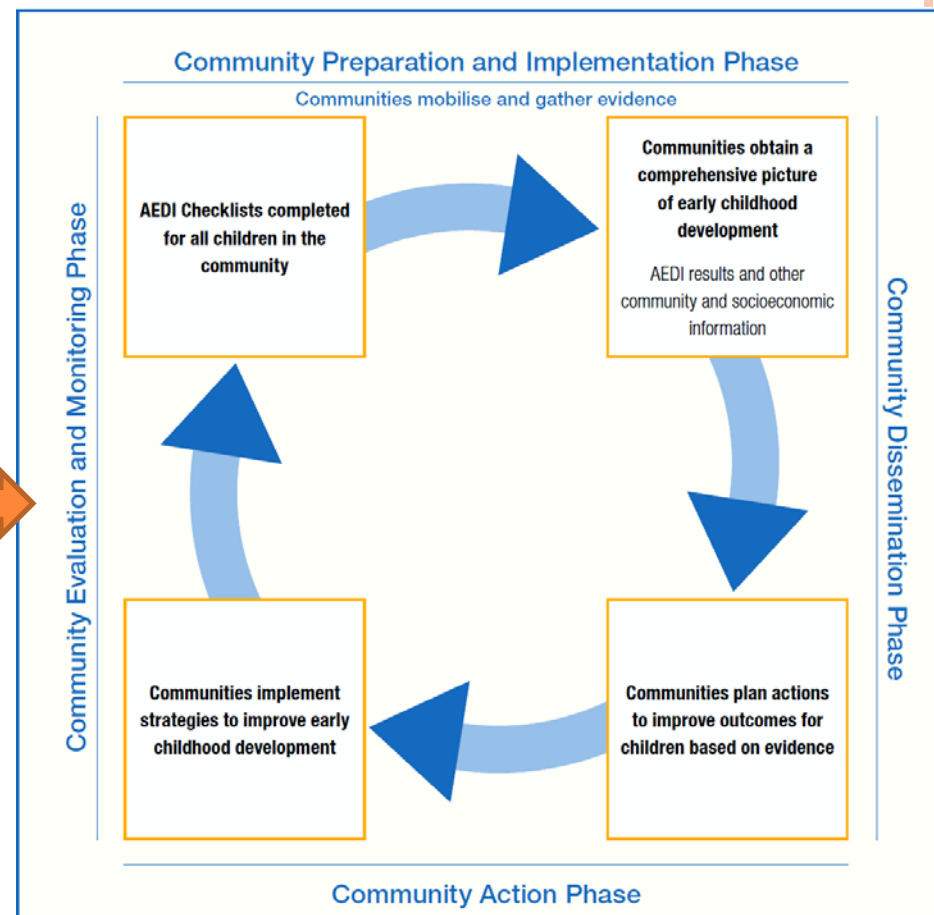 Community Preparation and Implementation Phase
Communities mobilise and gather evidence
AEDI Checklists completed
for all children in the
community
Communities obtain a
comprehensive picture
of early childhood
development
AEDI results and other
community and socioeconomic
information
Community Dissemination Phase
Communities plan actions
to improve outcomes for
children based on evidence
Communities implement
strategies to improve early
childhood development
Community Action Phase
Community Evaluation and Monitoring Phase